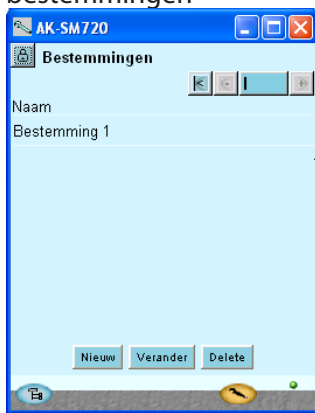 bestemmingen
AK-SM720
Bestemmingen
Naam
Bestemming 1
Nieuw Verander Delete